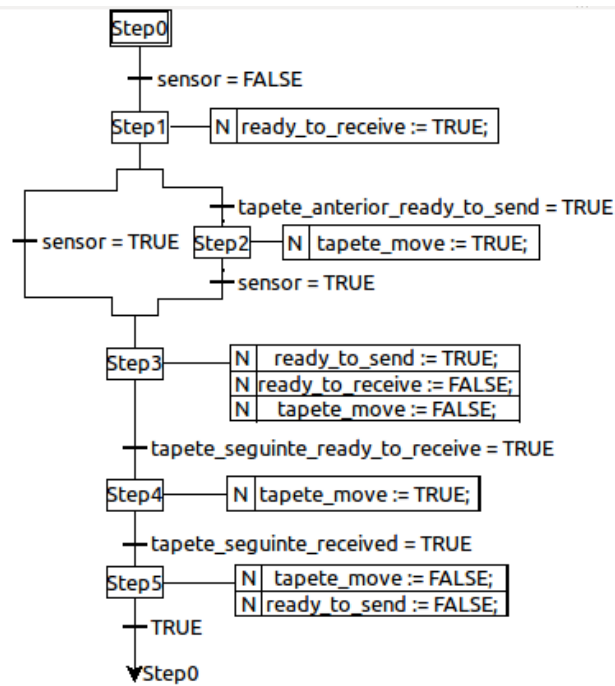 Step0
sensor = FALSE
Step1 N ready_to_receive := TRUE;
tapete_anterior_ready_to_send = TRUE
sensor = TRUE Step2 N tapete_move := TRUE;
sensor = TRUE
Step3 N ready_to_send := TRUE;
N ready_to_receive := FALSE;
N tapete_move := FALSE;
tapete_seguinte_ready_to_receive = TRUE
Step4 N tapete_move := TRUE;
tapete_seguinte_received = TRUE
Step5 N tapete_move := FALSE;
N ready_to_send := FALSE;
TRUE
Step0